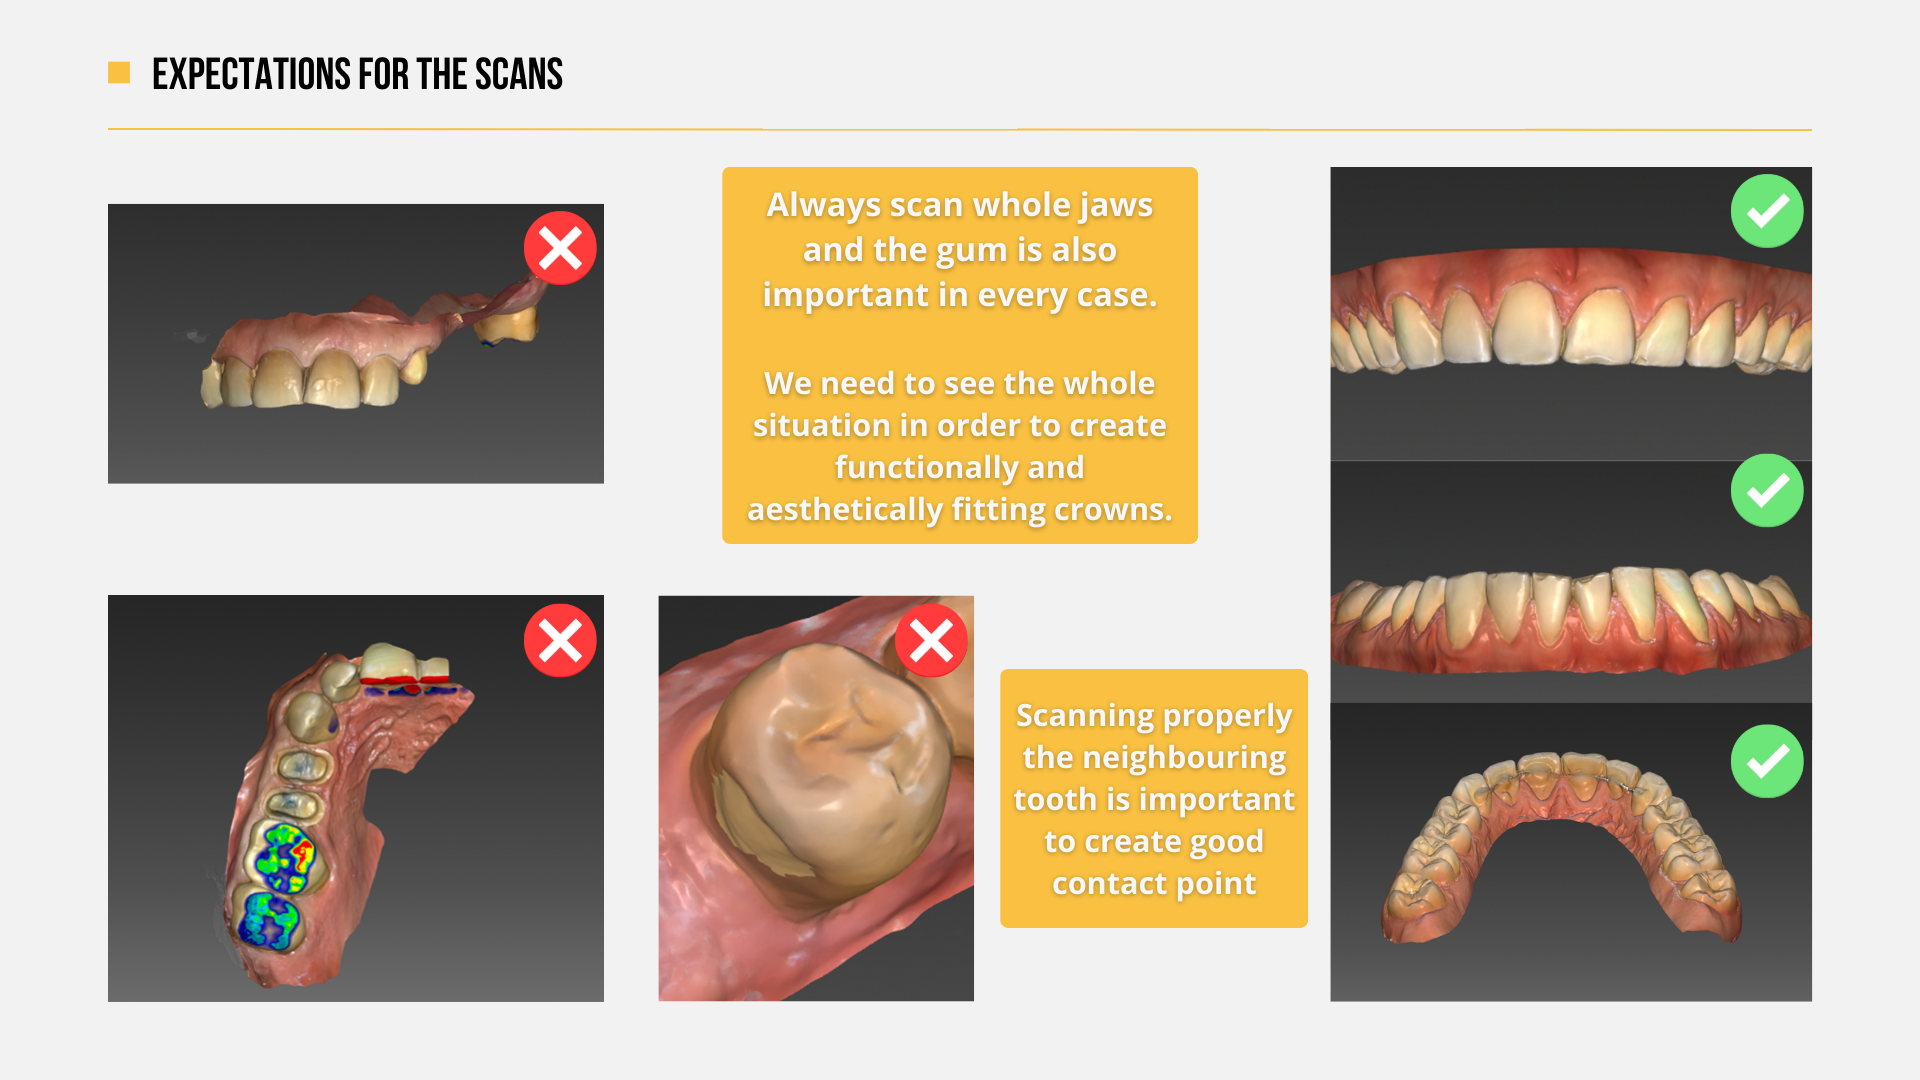 EXPECTATIONS FOR THE SCANS
Always scan whole jaws
and the gum is also
important in every case.
We need to see the whole
situation in order to create
functionally and
aesthetically fitting crowns.
Scanning properly
the neighbouring
tooth is important
to create good
contact point